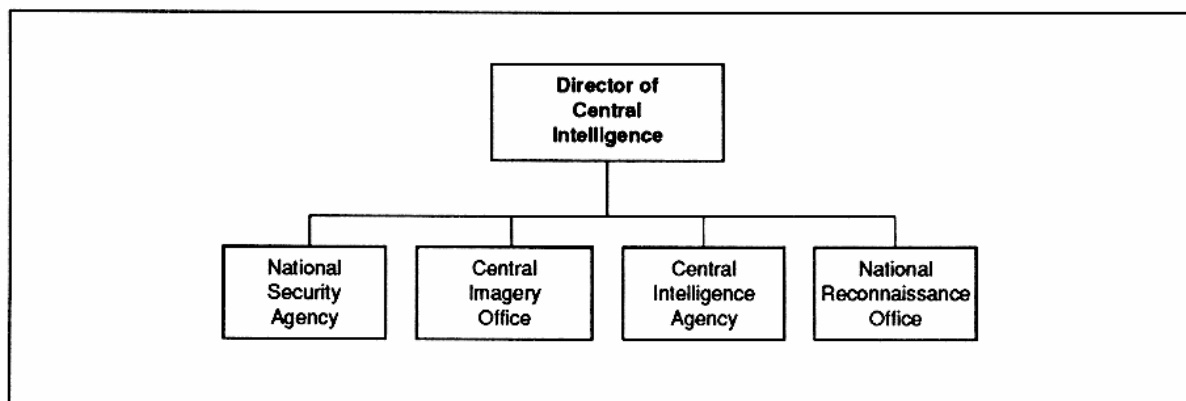 Director of
Central
Intelligence
National
Security
Agency
Central
Imagery
Office
Central
Intelligence
Agency
National
Reconnaissance
Office